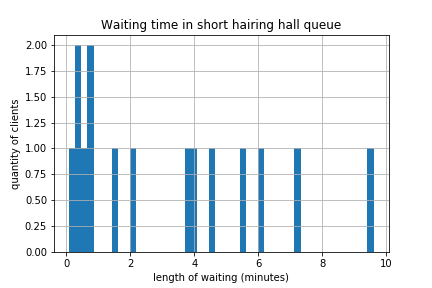 Waiting time in short hairing hall queue
quantity of clients
2.00
1.75
1.50
1.25
1.00
0.75
0.50
0.25
0.00
0 2 4 6 8 10
length of waiting (minutes)